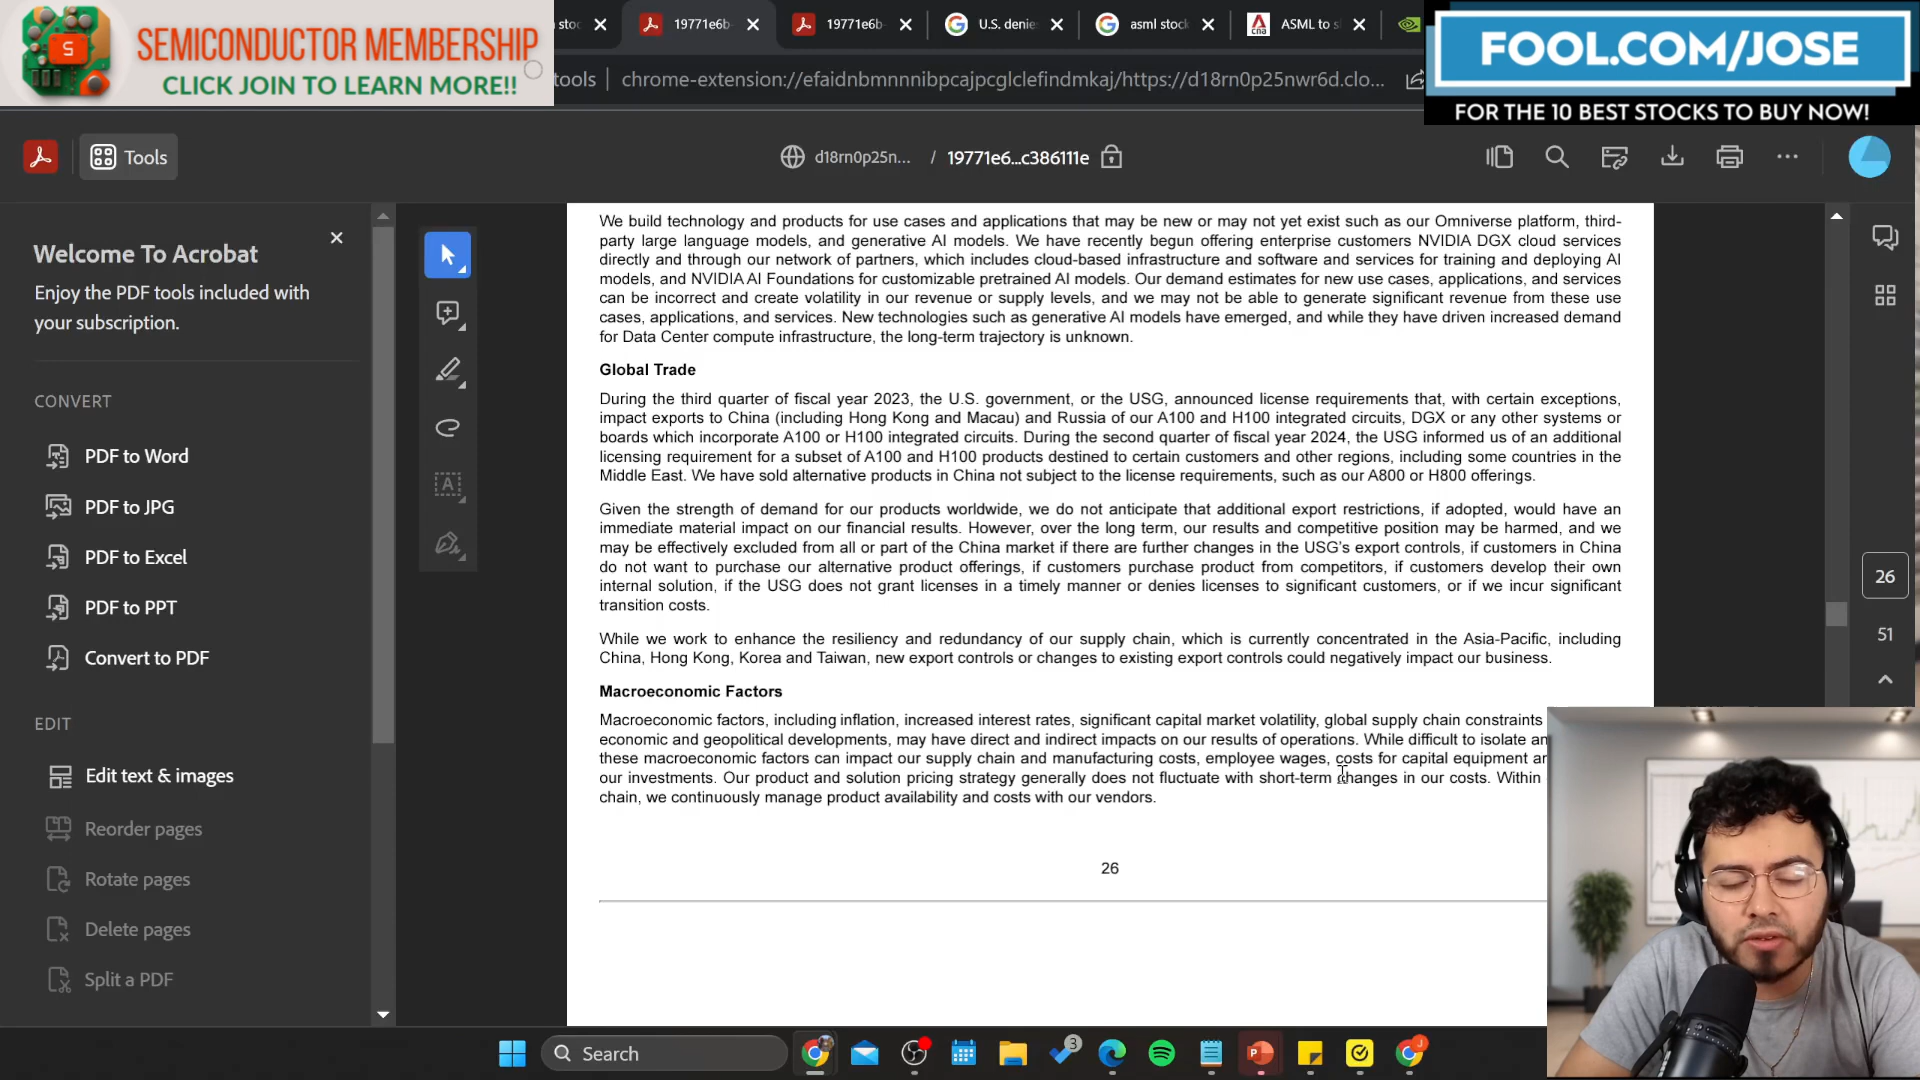 SEMICONDUCTOR MEMBERSHIP
CLICK JOIN TO LEARN MORE!!
19771e6b-
19771e6b-
U.S. denie
asml stock
ASML to s
FOOL.COM/JOSE
FOR THE 10 BEST STOCKS TO BUY NOW!
tools
chrome-extension://efaidnbmnnnibpcajpcglclefindmkaj/https://d18rn0p25nwr6d.clo...
Tools
d18rn0p25n... / 19771e6...c386111e
Welcome To Acrobat
Enjoy the PDF tools included with
your subscription.
CONVERT
PDF to Word
PDF to JPG
PDF to Excel
PDF to PPT
Convert to PDF
EDIT
Edit text & images
Reorder pages
Rotate pages
Delete pages
Split a PDF
We build technology and products for use cases and applications that may be new or may not yet exist such as our Omniverse platform, third-
party large language models, and generative AI models. We have recently begun offering enterprise customers NVIDIA DGX cloud services
directly and through our network of partners, which includes cloud-based infrastructure and software and services for training and deploying AI
models, and NVIDIA AI Foundations for customizable pretrained AI models. Our demand estimates for new use cases, applications, and services
can be incorrect and create volatility in our revenue or supply levels, and we may not be able to generate significant revenue from these use
cases, applications, and services. New technologies such as generative AI models have emerged, and while they have driven increased demand
for Data Center compute infrastructure, the long-term trajectory is unknown.
Global Trade
During the third quarter of fiscal year 2023, the U.S. government, or the USG, announced license requirements that, with certain exceptions,
impact exports to China (including Hong Kong and Macau) and Russia of our A100 and H100 integrated circuits, DGX or any other systems or
boards which incorporate A100 or H100 integrated circuits. During the second quarter of fiscal year 2024, the USG informed us of an additional
licensing requirement for a subset of A100 and H100 products destined to certain customers and other regions, including some countries in the
Middle East. We have sold alternative products in China not subject to the license requirements, such as our A800 or H800 offerings.
Given the strength of demand for our products worldwide, we do not anticipate that additional export restrictions, if adopted, would have an
immediate material impact on our financial results. However, over the long term, our results and competitive position may be harmed, and we
may be effectively excluded from all or part of the China market if there are further changes in the USG's export controls, if customers in China
do not want to purchase our alternative product offerings, if customers purchase product from competitors, if customers develop their own
internal solution, if the USG does not grant licenses in a timely manner or denies licenses to significant customers, or if we incur significant
transition costs.
While we work to enhance the resiliency and redundancy of our supply chain, which is currently concentrated in the Asia-Pacific, including
China, Hong Kong, Korea and Taiwan, new export controls or changes to existing export controls could negatively impact our business.
Macroeconomic Factors
Macroeconomic factors, including inflation, increased interest rates, significant capital market volatility, global supply chain constraints
economic and geopolitical developments, may have direct and indirect impacts on our results of operations. While difficult to isolate an
these macroeconomic factors can impact our supply chain and manufacturing costs, employee wages, costs for capital equipment an
our investments. Our product and solution pricing strategy generally does not fluctuate with short-term changes in our costs. Within
chain, we continuously manage product availability and costs with our vendors.
26
26
51
Search
3